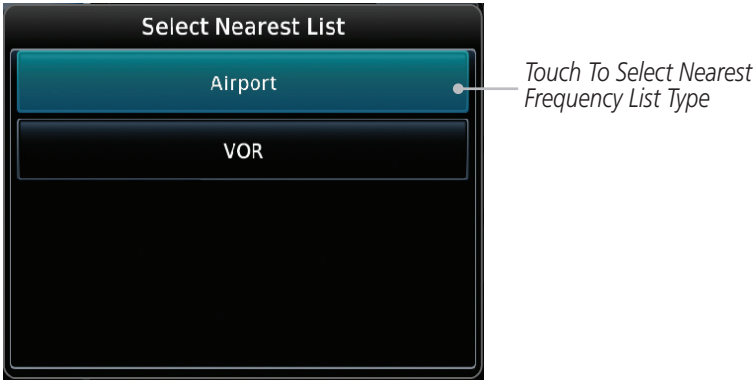 Select Nearest List
Airport
VOR
Touch To Select Nearest
Frequency List Type